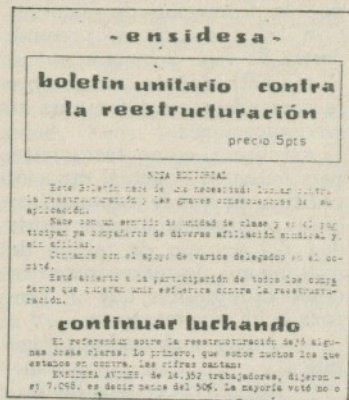 - ensidesa -
boletín unitario contra
la reestructuración
precio 5pts
NOTA EDITORIAL
Este Boletín nace de una necesidad: luchar contra
la reestructuración y las graves consecuencias de su
aplicación.
Nace con un sentido de unidad de clase y en él par
ticipan ya compañeros de diversa afiliación sindical y
sin afiliar.
Contamos con el apoyo de varios delegados en el co-
mité.
Está abierto a la participación de todos los compa
ñeros que quieran unir esfuerzos contra la reestructu-
ración.
continuar luchando
El referendum sobre la reestructuración dejó algu-
nas cosas claras. Lo primero, que somos muchos los que
estamos en contra. Las cifras cantan:
ENSIDESA AVILES, de 14.352 trabajadores, dijeron -
sí 7.098, es decir menos del 50%. La mayoría votó no o